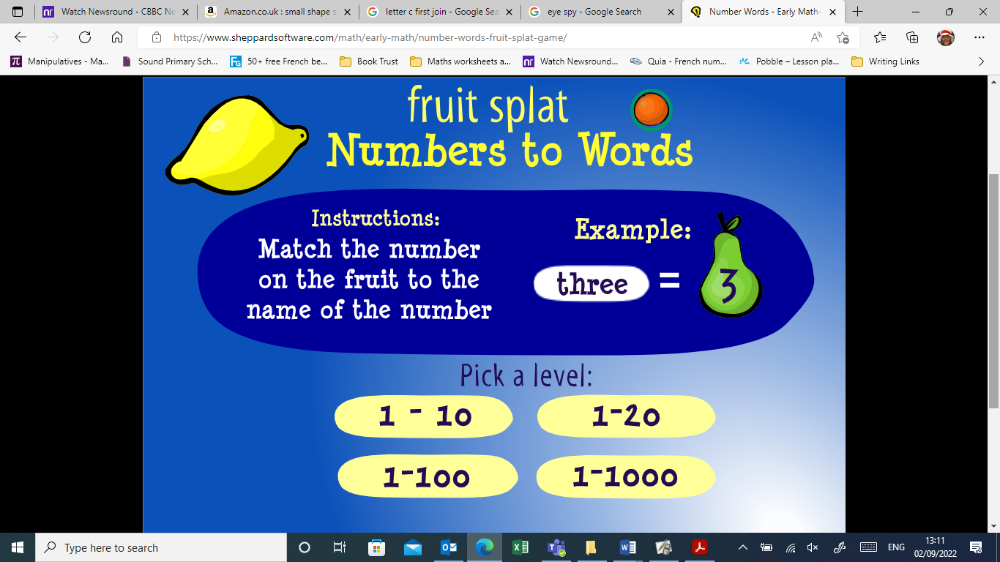 Watch Newsround - CBBC Ne
Amazon.co.uk : small shape s
letter c first join - Google Sea
eye spy - Google Search
Number Words - Early Math-
https://www.sheppardsoftware.com/math/early-math/number-words-fruit-splat-game/
Manipulatives - Ma...
Sound Primary Sch...
50+ free French be...
Book Trust
Maths worksheets a...
Watch Newsround...
Quia - French num...
Pobble – Lesson pla...
Writing Links
fruit splat
Numbers to Words
Instructions:
Match the number
on the fruit to the
name of the number
Example:
three = 3
Pick a level:
1 - 10
1-20
1-100
1-1000
Type here to search
ENG
13:11
02/09/2022